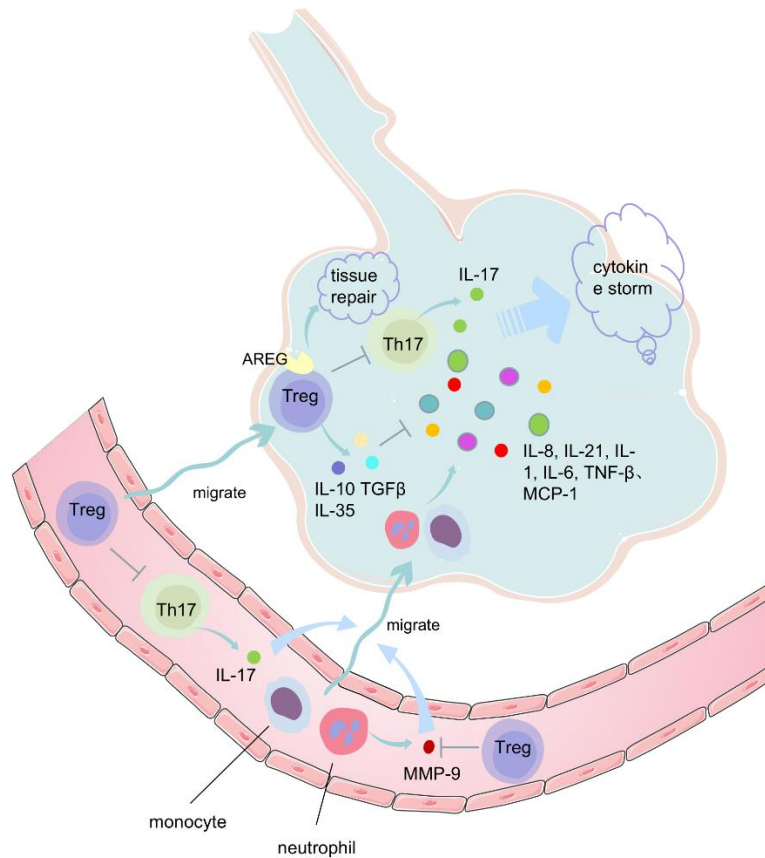 IL-17
cytokin
e storm
tissue
repair
Th17
AREG
Treg
IL-8, IL-21, IL-
1, IL-6, TNF-β、
MCP-1
IL-10 TGFβ
IL-35
migrate
Treg
Th17
migrate
IL-17
Treg
MMP-9
monocyte
neutrophil